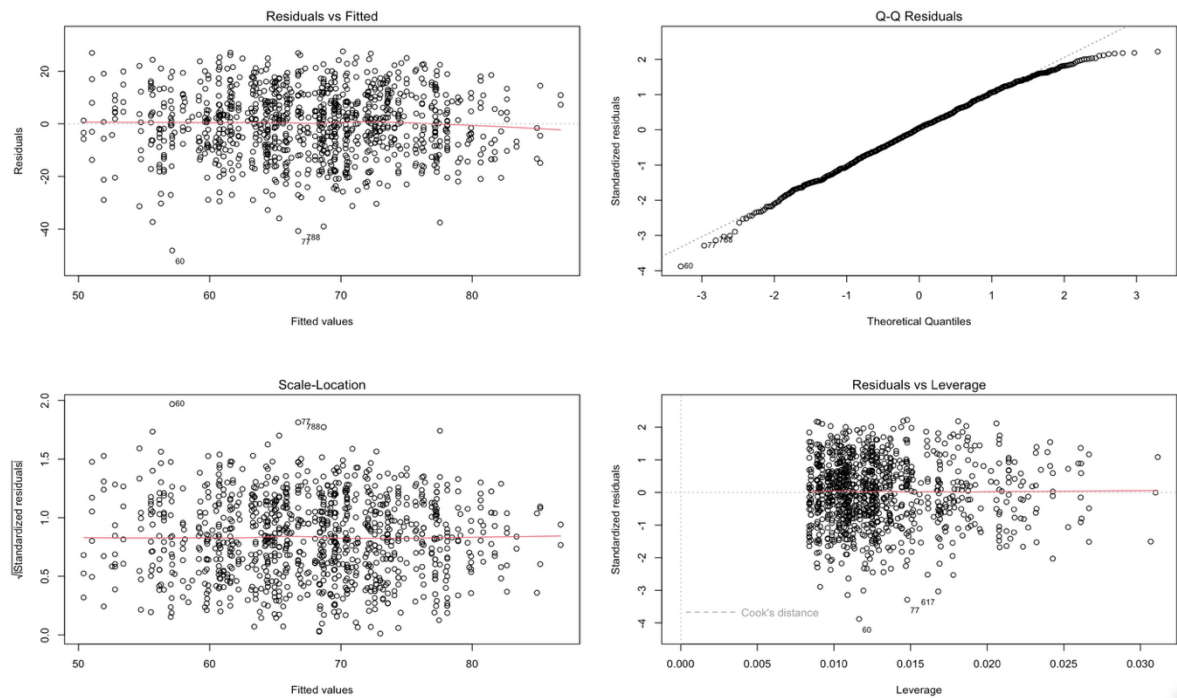 Residuals vs Fitted
Residuals
20
0
-20
-40
77
788
60
50 60 70 80
Fitted values
Q-Q Residuals
Standardized residuals
2
1
0
-1
-2
-3
-4
77
788
60
-3 -2 -1 0 1 2 3
Theoretical Quantiles
Scale-Location
√|Standardized residuals|
2.0
1.5
1.0
0.5
0.0
60
77
788
50 60 70 80
Fitted values
Residuals vs Leverage
Standardized residuals
2
1
0
-1
-2
-3
-4
77
617
60
Cook's distance
0.000 0.005 0.010 0.015 0.020 0.025 0.030
Leverage